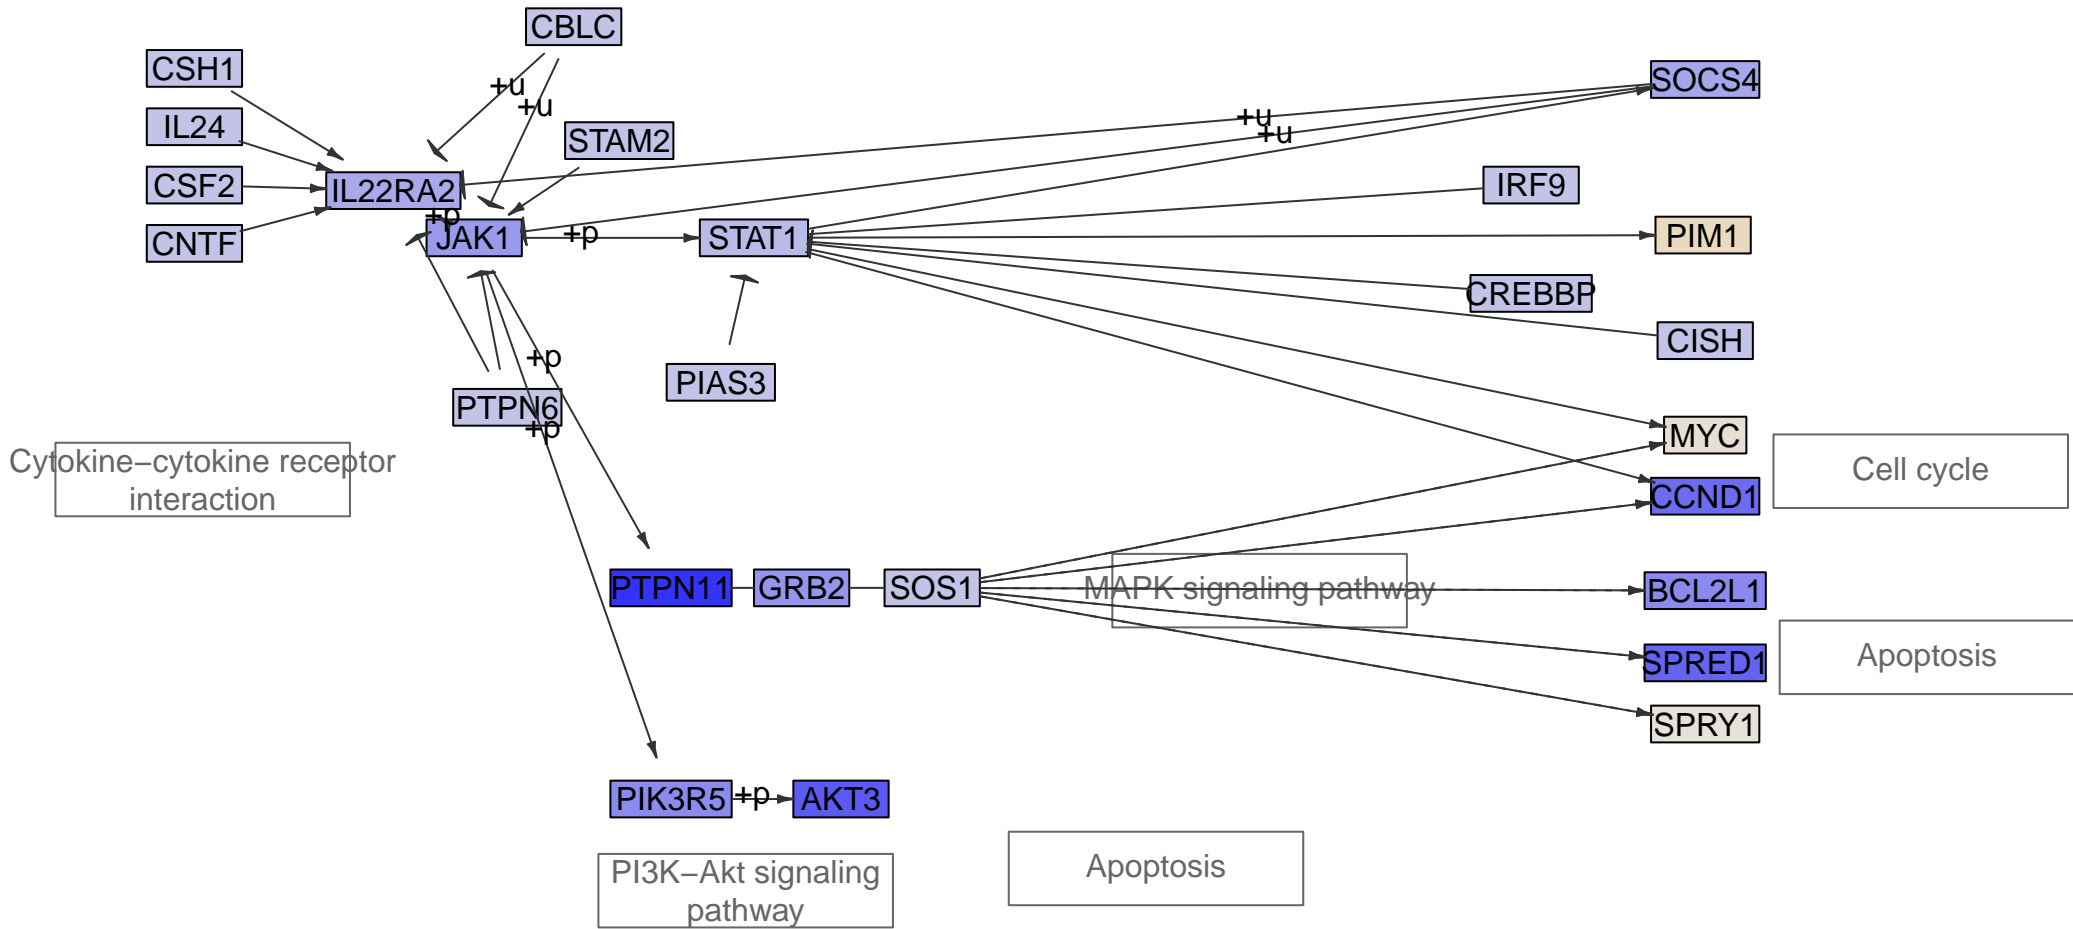 CBLC
CSH1
SOCS4
+u
+u
+u
IL24
+u
STAM2
CSF2
IL22RA2
IRF9
+p
CNTF
JAK1
+p
STAT1
PIM1
CREBBP
CISH
+p
PIAS3
PTPN6
+p
MYC
Cytokine−cytokine receptor
interaction
Cell cycle
CCND1
PTPN11
GRB2
SOS1
MAPK signaling pathway
BCL2L1
SPRED1
Apoptosis
SPRY1
PIK3R5
+p
AKT3
PI3K−Akt signaling
pathway
Apoptosis